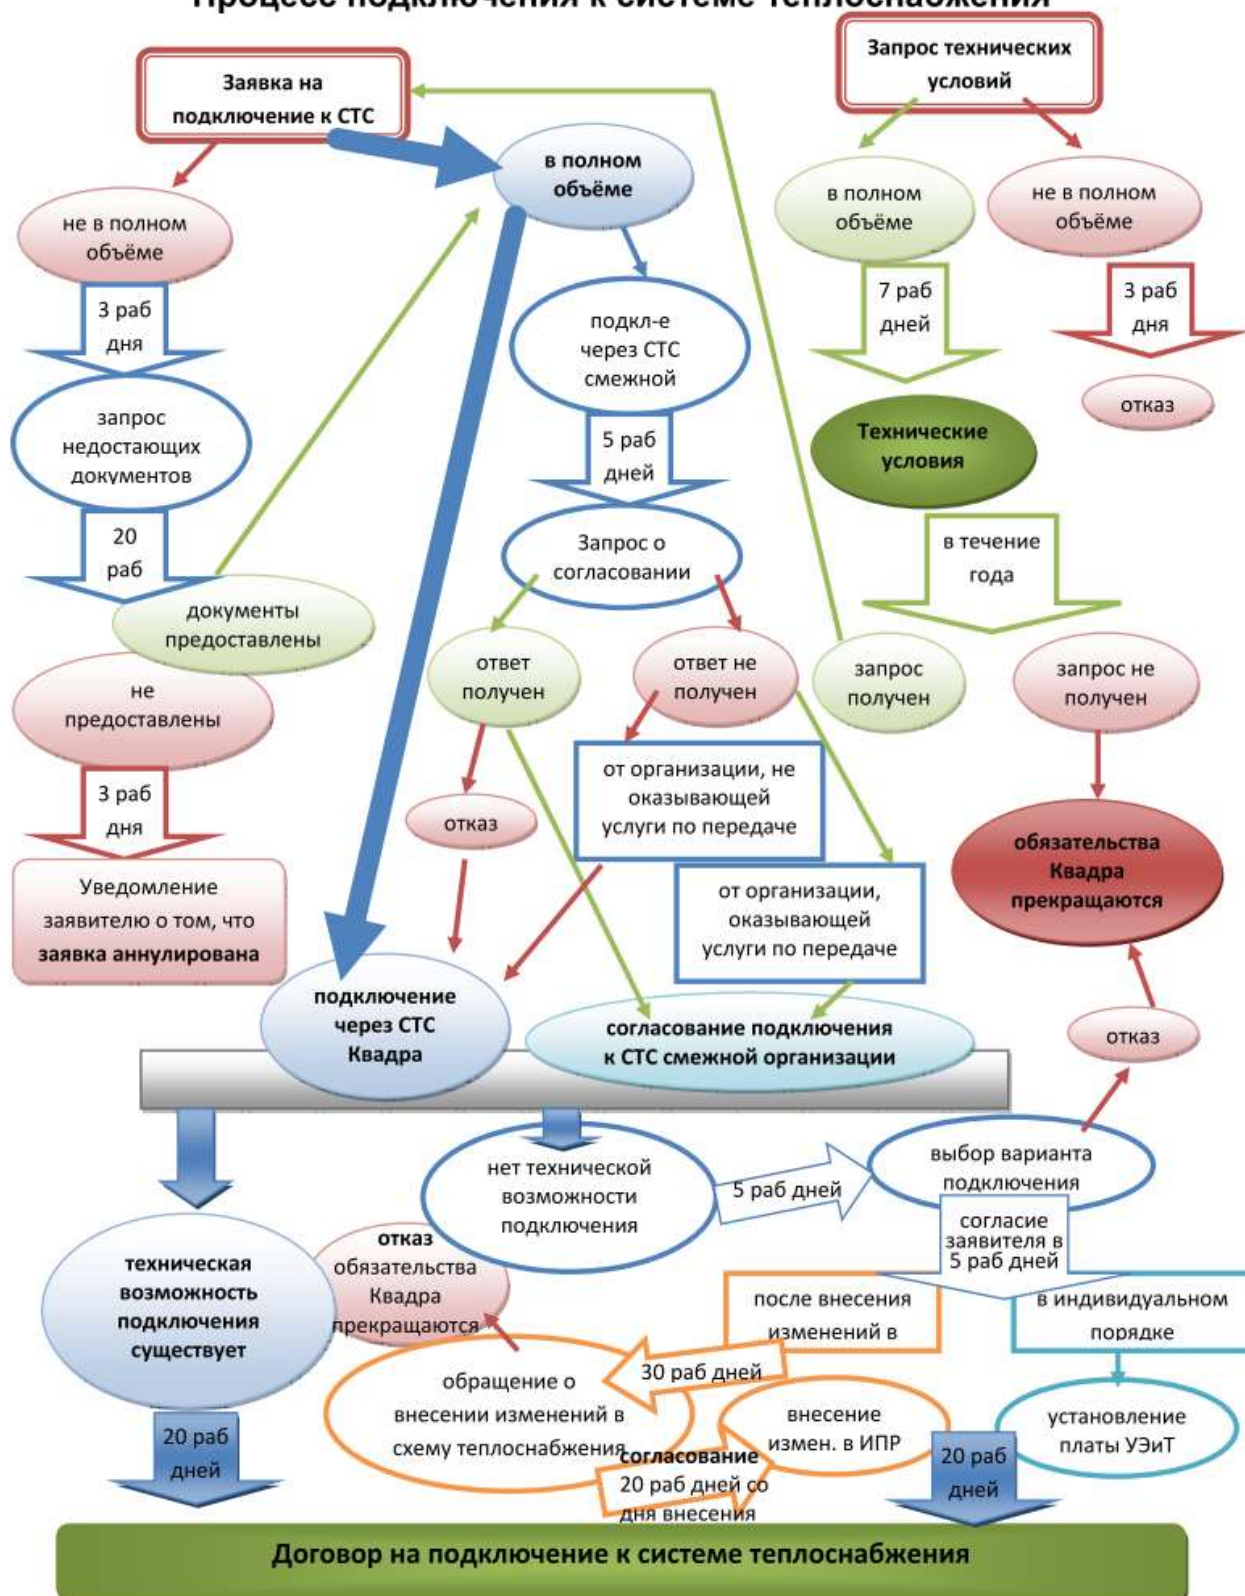 Процесс подключения к системе теплоснабжения
Заявка на
подключение к СТС
Запрос технических
условий
в полном
объёме
не в полном
объёме
в полном
объёме
не в полном
объёме
3 раб
дня
подкл-е
через СТС
смежной
7 раб
дней
3 раб
дня
запрос
недостающих
документов
5 раб
дней
отказ
Технические
условия
20
раб
Запрос о
согласовании
в течение
года
документы
предоставлены
не
предоставлены
ответ
получен
ответ не
получен
запрос
получен
запрос не
получен
3 раб
дня
отказ
от организации, не
оказывающей
услуги по передаче
обязательства
Квадра
прекращаются
Уведомление
заявителю о том, что
заявка аннулирована
от организации,
оказывающей
услуги по передаче
подключение
через СТС
Квадра
согласование подключения
к СТС смежной организации
отказ
нет технической
возможности
подключения
5 раб дней
выбор варианта
подключения
согласие
заявителя в
5 раб дней
техническая
возможность
подключения
существует
отказ
обязательства
Квадра
прекращаются
после внесения
изменений в
в индивидуальном
порядке
30 раб дней
обращение о
внесении изменений в
схему теплоснабжения
внесение
измен. в ИПР
установление
платы УЭиТ
20 раб
дней
согласование
20 раб дней со
дня внесения
20 раб
дней
Договор на подключение к системе теплоснабжения